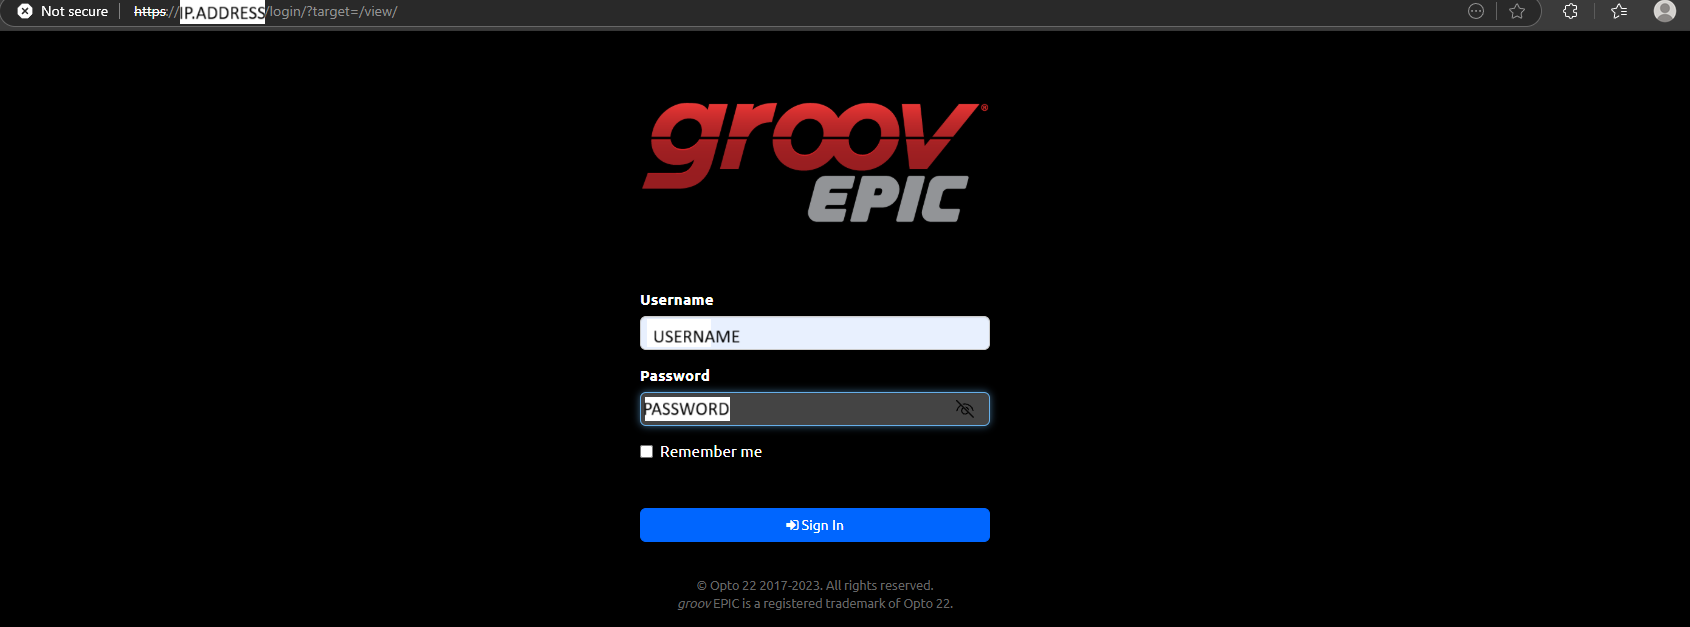 Not secure https://IP.ADDRESS/login/?target=/view/
groov®
EPIC
Username
USERNAME
Password
PASSWORD
Remember me
Sign In
© Opto 22 2017-2023. All rights reserved.
groov EPIC is a registered trademark of Opto 22.